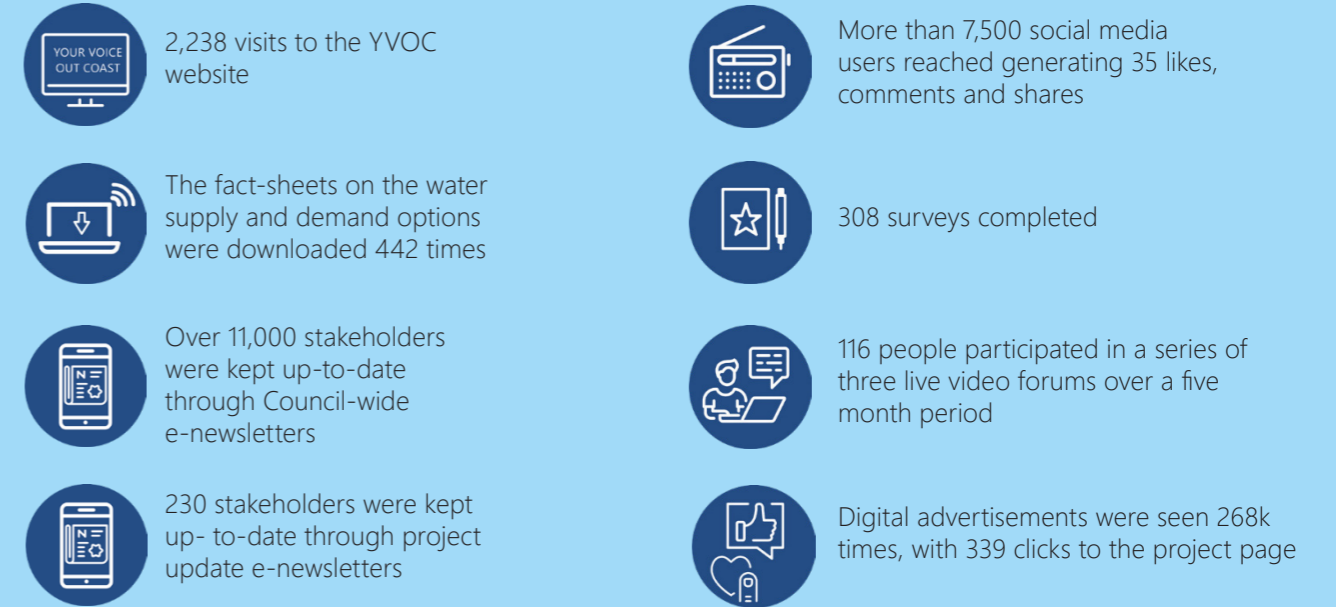 YOUR VOICE
OUT COAST
2,238 visits to the YVOC
website
The fact-sheets on the water
supply and demand options
were downloaded 442 times
N
Over 11,000 stakeholders
were kept up-to-date
through Council-wide
e-newsletters
N
230 stakeholders were kept
up- to-date through project
update e-newsletters
More than 7,500 social media
users reached generating 35 likes,
comments and shares
308 surveys completed
116 people participated in a series of
three live video forums over a five
month period
Digital advertisements were seen 268k
times, with 339 clicks to the project page